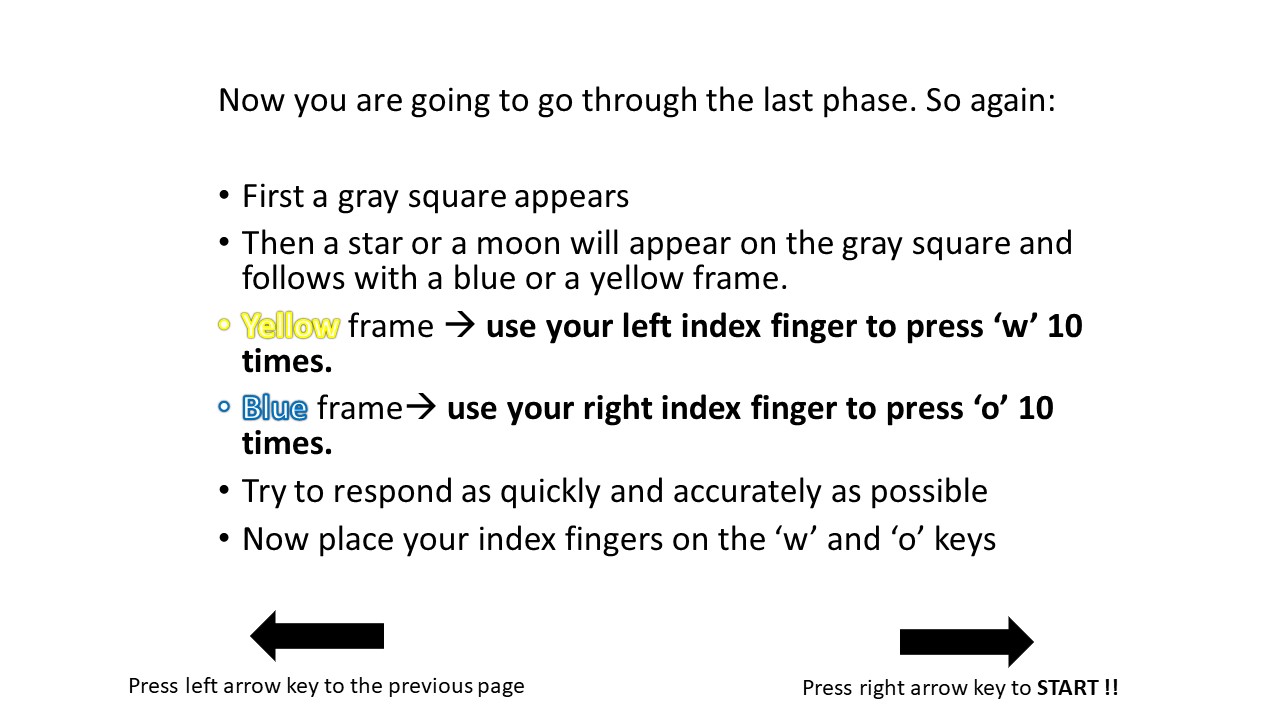 Now you are going to go through the last phase. So again:
• First a gray square appears
• Then a star or a moon will appear on the gray square and
follows with a blue or a yellow frame.
• Yellow frame → use your left index finger to press ‘w’ 10
times.
• Blue frame→ use your right index finger to press ‘o’ 10
times.
• Try to respond as quickly and accurately as possible
• Now place your index fingers on the ‘w’ and ‘o’ keys
Press left arrow key to the previous page
Press right arrow key to START !!